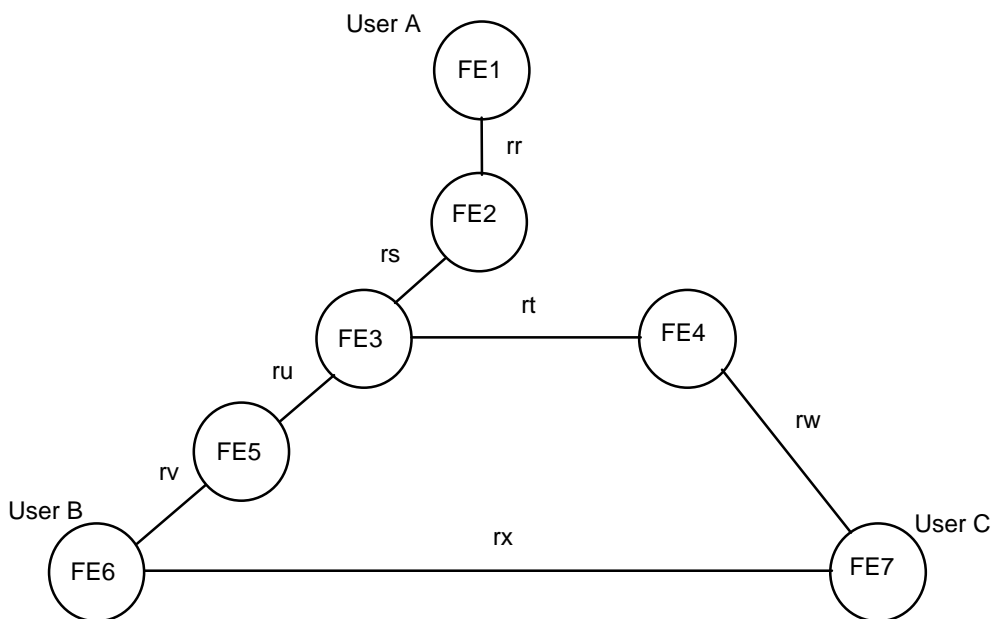 User A
FE1
rr
FE2
rs
rt
FE3
FE4
ru
rw
FE5
rv
User B
User C
rx
FE6
FE7